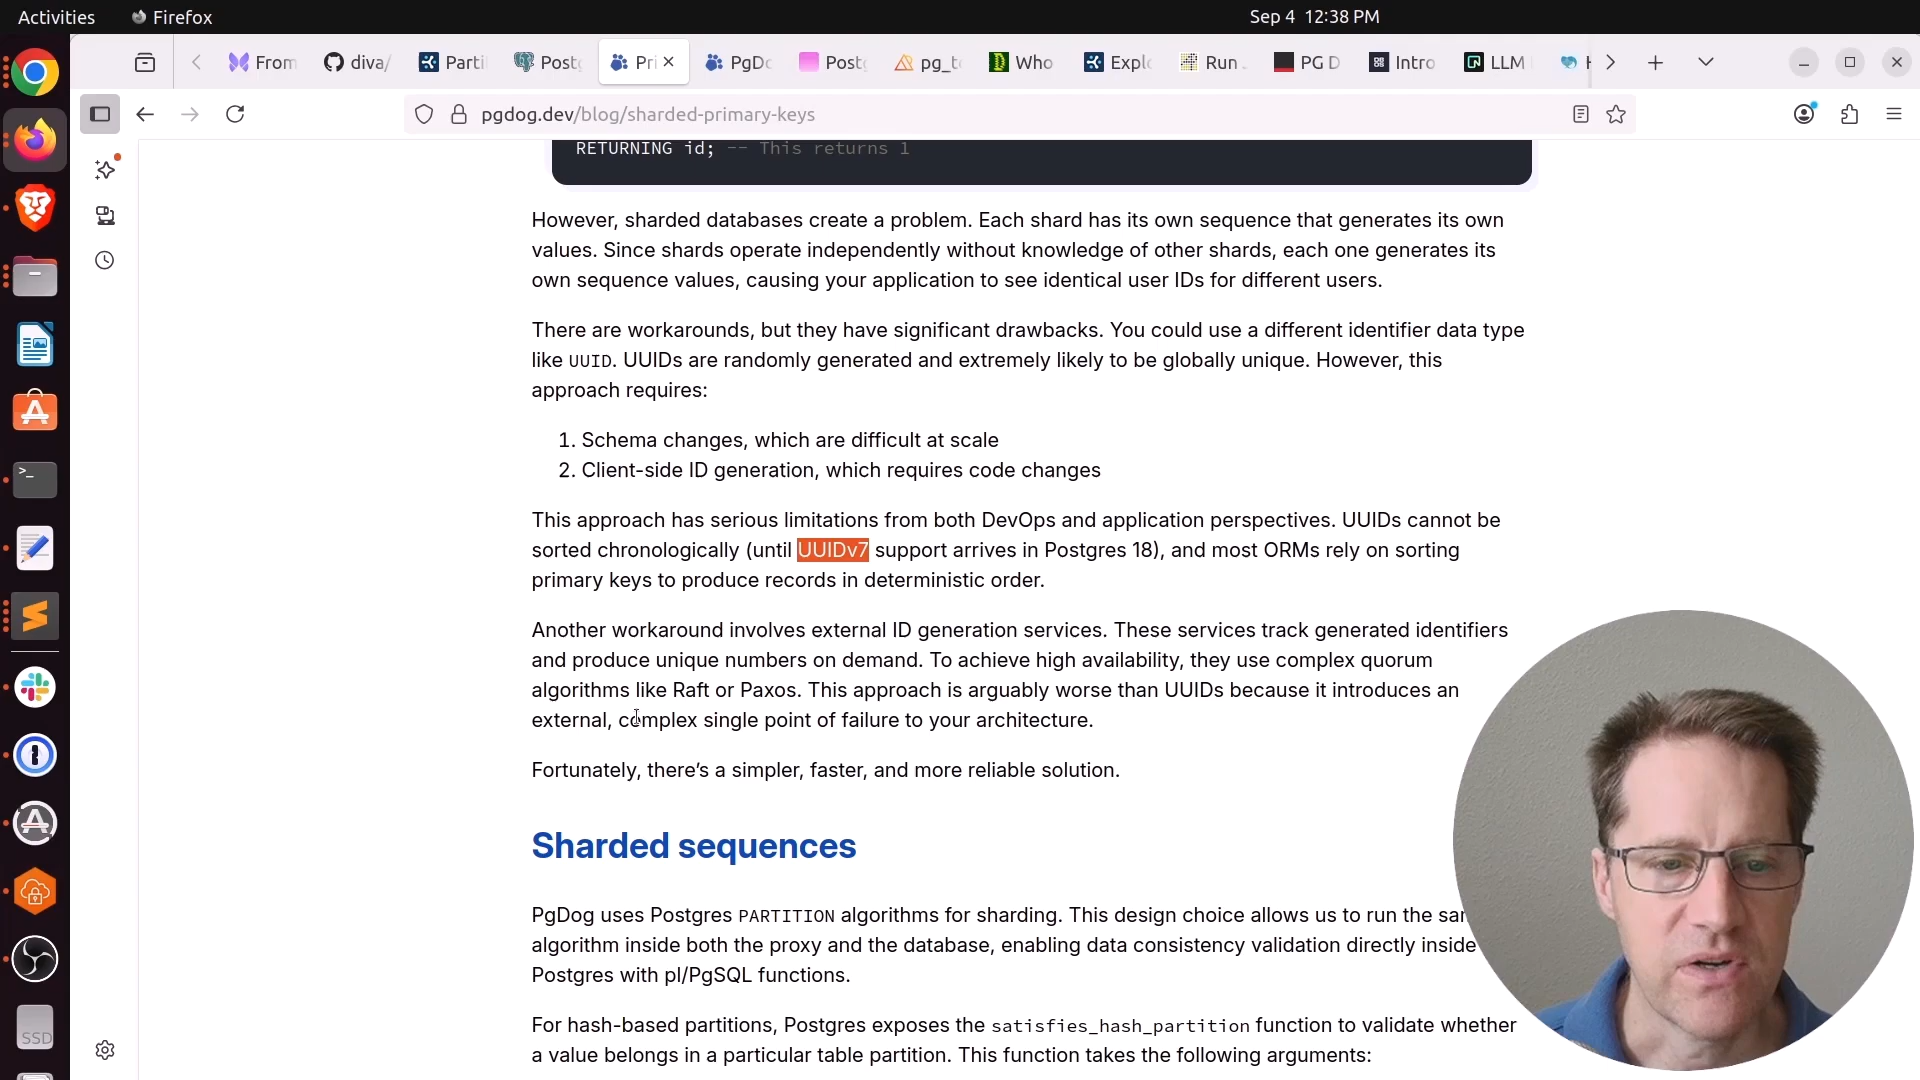 Activities
Firefox
Sep 4 12:38 PM
From
diva/
Parti
Postg
Pri
PgDo
Postg
pg_t
Who
Explo
Run
PG D
Intro
LLM
pgdog.dev/blog/sharded-primary-keys
RETURNING id; -- This returns 1
However, sharded databases create a problem. Each shard has its own sequence that generates its own
values. Since shards operate independently without knowledge of other shards, each one generates its
own sequence values, causing your application to see identical user IDs for different users.
There are workarounds, but they have significant drawbacks. You could use a different identifier data type
like UUID. UUIDs are randomly generated and extremely likely to be globally unique. However, this
approach requires:
1. Schema changes, which are difficult at scale
2. Client-side ID generation, which requires code changes
This approach has serious limitations from both DevOps and application perspectives. UUIDs cannot be
sorted chronologically (until UUIDv7 support arrives in Postgres 18), and most ORMs rely on sorting
primary keys to produce records in deterministic order.
Another workaround involves external ID generation services. These services track generated identifiers
and produce unique numbers on demand. To achieve high availability, they use complex quorum
algorithms like Raft or Paxos. This approach is arguably worse than UUIDs because it introduces an
external, complex single point of failure to your architecture.
Fortunately, there's a simpler, faster, and more reliable solution.
Sharded sequences
PgDog uses Postgres PARTITION algorithms for sharding. This design choice allows us to run the sa
algorithm inside both the proxy and the database, enabling data consistency validation directly inside
Postgres with pl/PgSQL functions.
For hash-based partitions, Postgres exposes the satisfies_hash_partition function to validate whether
a value belongs in a particular table partition. This function takes the following arguments:
SSD